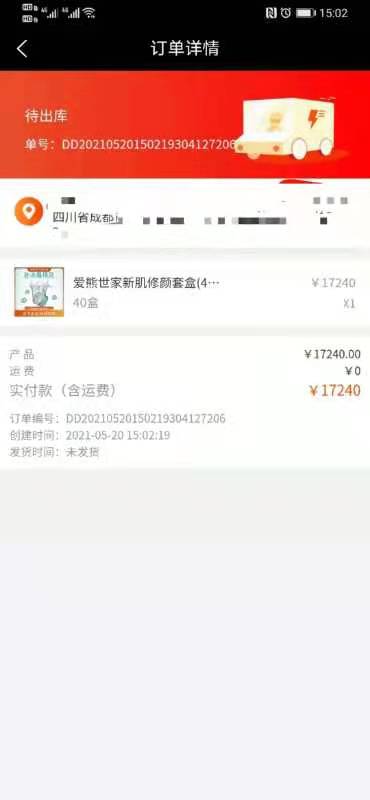 15:02
订单详情
待出库
单号：DD20210520150219304127206
四川省成都
爱熊世家新肌修颜套盒(4… ￥17240
40盒 X1
产 品 ￥17240.00
运 费 ￥0
实付款（含运费） ￥17240
订单编号：DD20210520150219304127206
创建时间：2021-05-20 15:02:19
发货时间：未发货